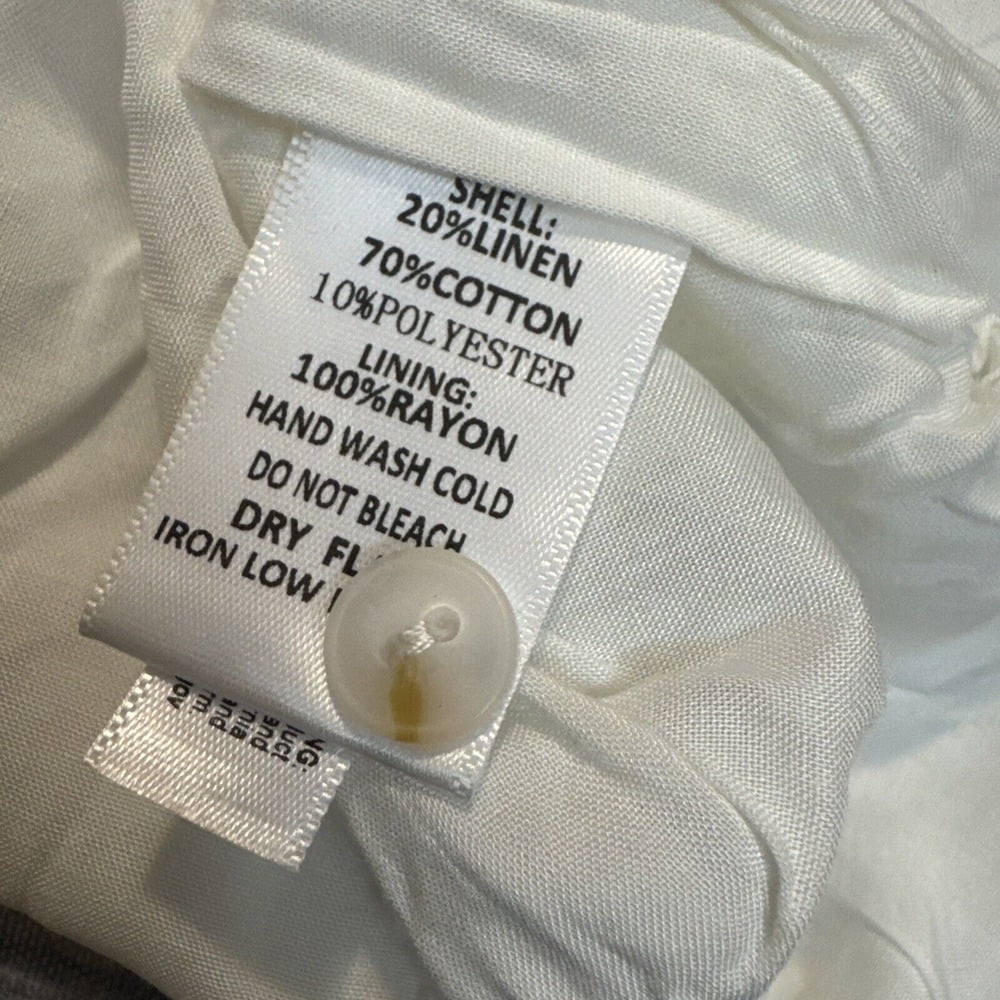 SHELL:
20%LINEN
70%COTTON
10%POLYESTER
LINING:
100%RAYON
HAND WASH COLD
DO NOT BLEACH
DRY
IRON LOW
and